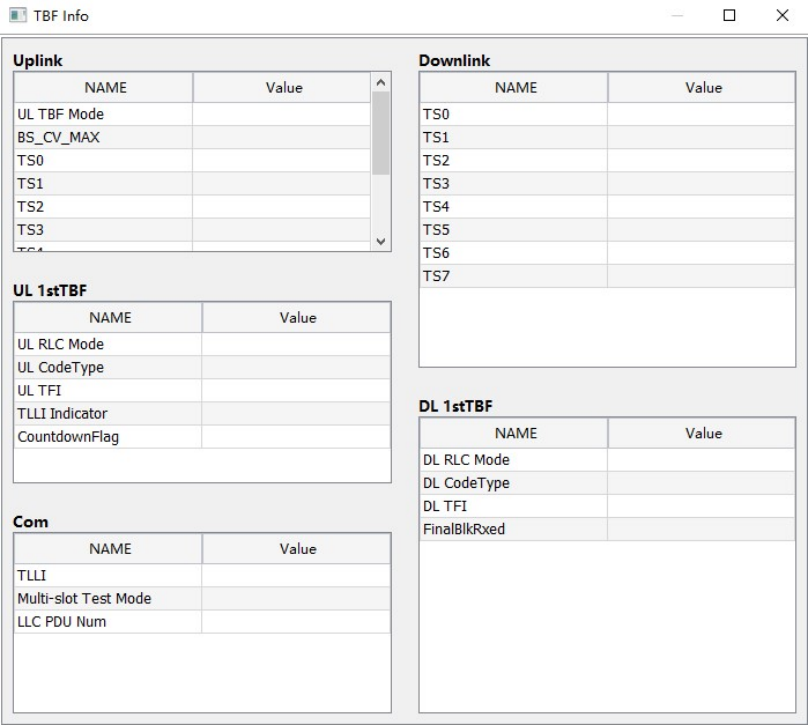 TBF Info
Uplink
NAME Value
UL TBF Mode
BS_CV_MAX
TS0
TS1
TS2
TS3
UL 1stTBF
NAME Value
UL RLC Mode
UL CodeType
UL TFI
TLLI Indicator
CountdownFlag
Com
NAME Value
TLLI
Multi-slot Test Mode
LLC PDU Num
Downlink
NAME Value
TS0
TS1
TS2
TS3
TS4
TS5
TS6
TS7
DL 1stTBF
NAME Value
DL RLC Mode
DL CodeType
DL TFI
FinalBlkRxed